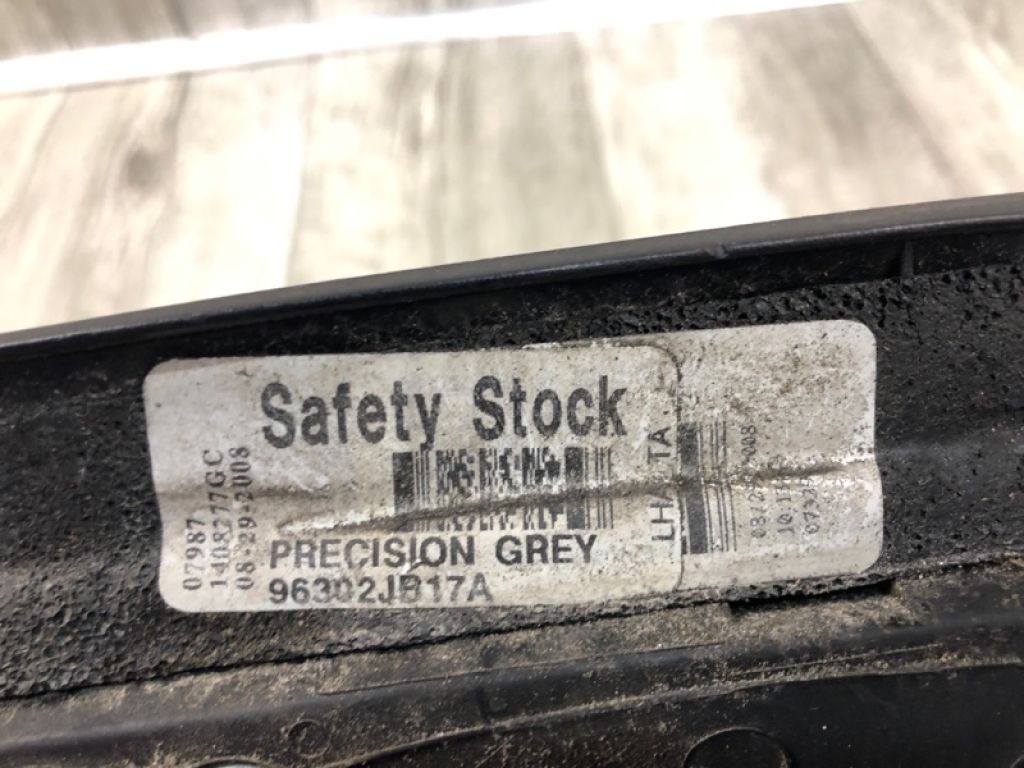 Safety Stock
PRECISION GREY
96302JB17A
07987
1408277GC
08-29-2008
LH TA